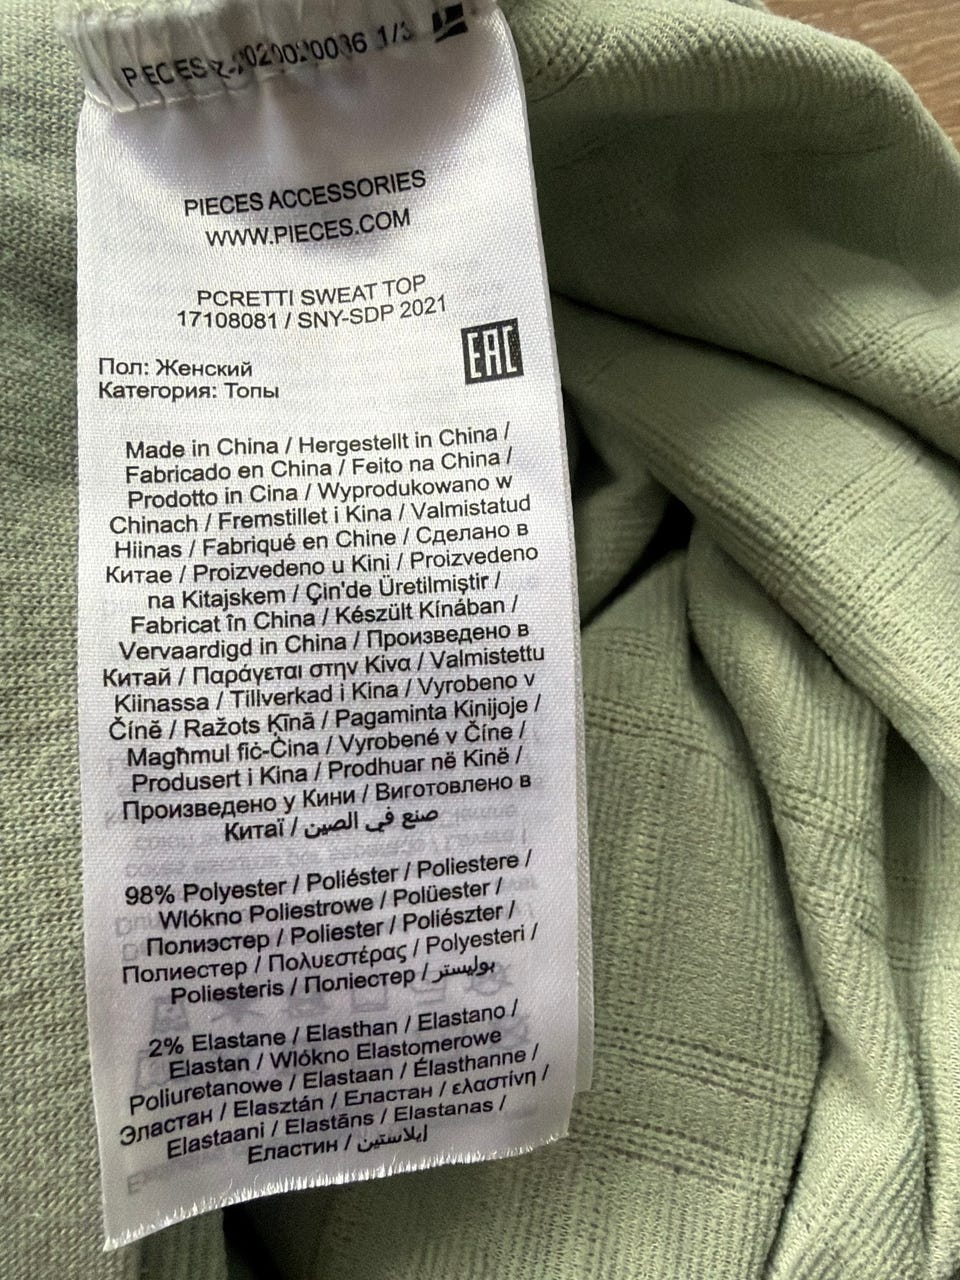 PIECES 1/3
PIECES ACCESSORIES
WWW.PIECES.COM
PCRETTI SWEAT TOP
17108081 / SNY-SDP 2021
EAC
Пол: Женский
Категория: Топы
Made in China / Hergestellt in China /
Fabricado en China / Feito na China /
Prodotto in Cina / Wyprodukowano w
Chinach / Fremstillet i Kina / Valmistatud
Hiinas / Fabriqué en Chine / Сделано в
Китае / Proizvedeno u Kini / Proizvedeno
na Kitajskem / Çin'de Üretilmiştir /
Fabricat în China / Készült Kínában /
Vervaardigd in China / Произведено в
Китай / Παράγεται στην Κίνα / Valmistettu
Kiinassa / Tillverkad i Kina / Vyrobeno v
Číně / Ražots Ķīnā / Pagaminta Kinijoje /
Magħmul fiċ-Ċina / Vyrobené v Číne /
Produsert i Kina / Prodhuar në Kinë /
Произведено у Кини / Виготовлено в
Китаї / صنع في الصين
98% Polyester / Poliéster / Poliestere /
Wlókno Poliestrowe / Polüester /
Полиэстер / Poliester / Poliészter /
Полиестер / Πολυεστέρας / Polyesteri /
Poliesteris / Поліестер / بوليستر
2% Elastane / Elasthan / Elastano /
Elastan / Wlókno Elastomerowe
Poliuretanowe / Elastaan / Élasthanne /
Эластан / Elasztán / Еластан / ελαστίνη /
Elastaani / Elastāns / Elastanas /
Еластин / إيلاستين